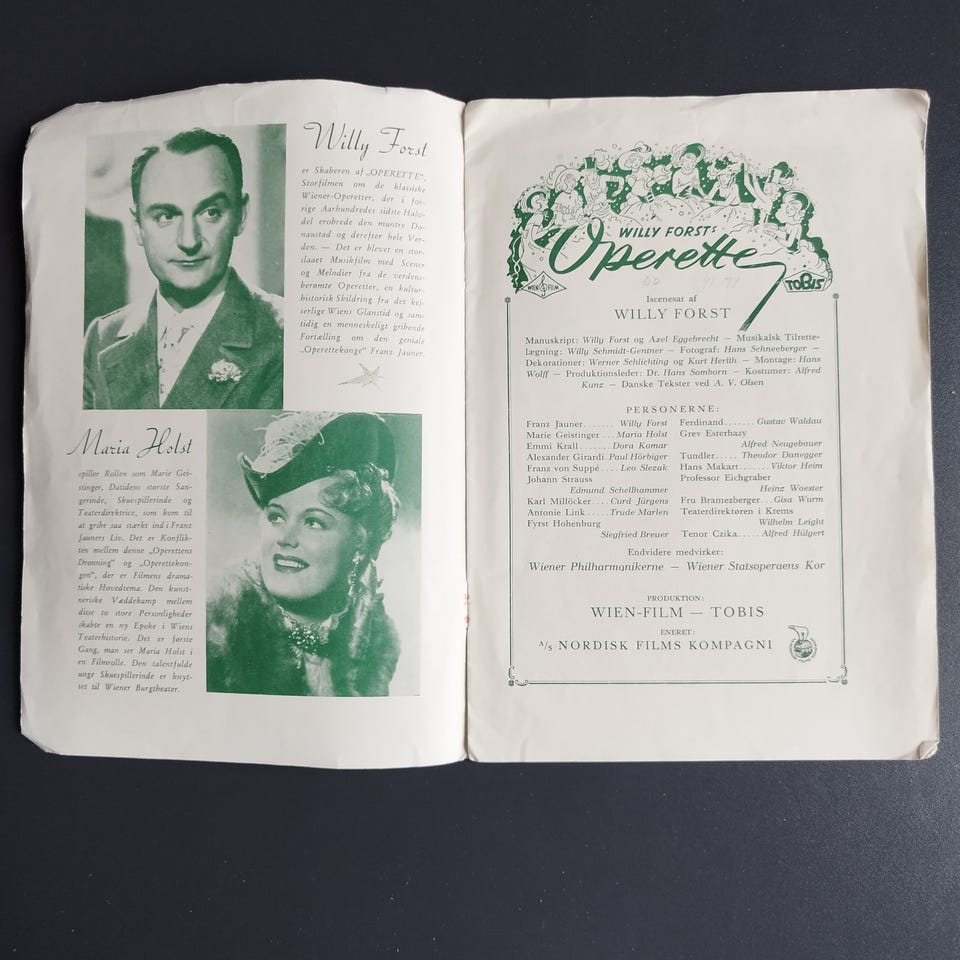 Willy Forst
er Skaberen af „OPERETTE“,
Storfilmen om de klassiske
Wiener-Operetter, der i for-
rige Aarhundredes sidste Halv-
del erobrede den muntre Do-
naustad og derefter hele Ver-
den. — Det er blevet en stor-
slaaet Musikfilm med Scener
og Melodier fra de verdens-
berømte Operetter, en kultur-
historisk Skildring fra det kej-
serlige Wiens Glanstid og sam-
tidig en menneskeligt gribende
Fortælling om den geniale
„Operettekonge“ Franz Jauner.
Maria Holst
spiller Rollen som Marie Gei-
stinger, Datidens største San-
gerinde, Skuespillerinde og
Teaterdirektrice, som kom til
at gribe saa stærkt ind i Franz
Jauners Liv. Det er Konflik-
ten mellem denne „Operettens
Dronning“ og „Operettekon-
gen“, der er Filmens drama-
tiske Hovedtema. Den kunst-
neriske Væddekamp mellem
disse to store Personligheder
skabte en ny Epoke i Wiens
Teaterhistorie. Det er første
Gang, man ser Maria Holst i
en Filmrolle. Den talentfulde
unge Skuespillerinde er knyt-
tet til Wiener Burgtheater.
WILLY FORSTS
Operette
WIEN FILM
TOBIS
Iscenesat af
WILLY FORST
Manuskript: Willy Forst og Axel Eggebrecht — Musikalsk Tilrette-
lægning: Willy Schmidt-Gentner — Fotograf: Hans Schneeberger —
Dekorationer: Werner Schlichting og Kurt Herlth — Montage: Hans
Wolff — Produktionsleder: Dr. Hans Somborn — Kostumer: Alfred
Kunz — Danske Tekster ved A. V. Olsen
PERSONERNE:
Franz Jauner...... Willy Forst
Marie Geistinger... Maria Holst
Emmi Krall........ Dora Komar
Alexander Girardi Paul Hörbiger
Franz von Suppé.... Leo Slezak
Johann Strauss
Edmund Schellhammer
Karl Millöcker.... Curd Jürgens
Antonie Link..... Trude Marlen
Fyrst Hohenburg
Siegfried Breuer
Ferdinand....... Gustav Waldau
Grev Esterhazy
Alfred Neugebauer
Tundler..... Theodor Danegger
Hans Makart....... Viktor Heim
Professor Eichgraber
Heinz Woester
Fru Bramezberger... Gisa Wurm
Teaterdirektøren i Krems
Wilhelm Leight
Tenor Czika..... Alfred Hülgert
Endvidere medvirker:
Wiener Philharmonikerne — Wiener Statsoperaens Kor
PRODUKTION:
WIEN-FILM — TOBIS
ENERET:
A/S NORDISK FILMS KOMPAGNI